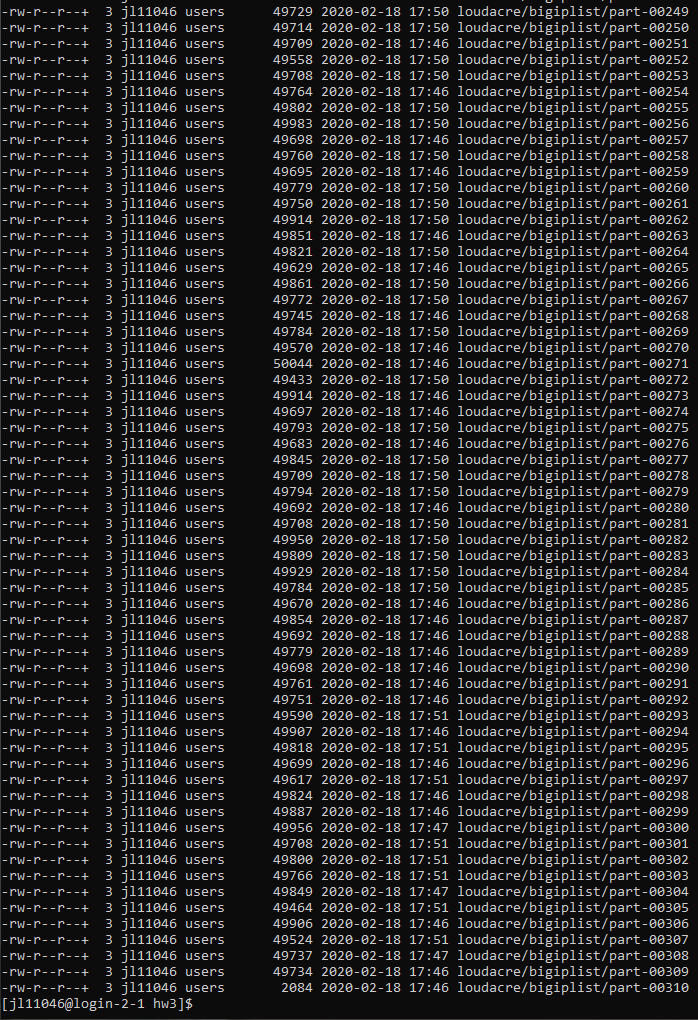 -rw-r--r--+  3 jl11046 users      49729 2020-02-18 17:50 loudacre/bigiplist/part-00249
-rw-r--r--+  3 jl11046 users      49714 2020-02-18 17:50 loudacre/bigiplist/part-00250
-rw-r--r--+  3 jl11046 users      49709 2020-02-18 17:46 loudacre/bigiplist/part-00251
-rw-r--r--+  3 jl11046 users      49558 2020-02-18 17:50 loudacre/bigiplist/part-00252
-rw-r--r--+  3 jl11046 users      49708 2020-02-18 17:50 loudacre/bigiplist/part-00253
-rw-r--r--+  3 jl11046 users      49764 2020-02-18 17:46 loudacre/bigiplist/part-00254
-rw-r--r--+  3 jl11046 users      49802 2020-02-18 17:50 loudacre/bigiplist/part-00255
-rw-r--r--+  3 jl11046 users      49983 2020-02-18 17:50 loudacre/bigiplist/part-00256
-rw-r--r--+  3 jl11046 users      49698 2020-02-18 17:46 loudacre/bigiplist/part-00257
-rw-r--r--+  3 jl11046 users      49760 2020-02-18 17:50 loudacre/bigiplist/part-00258
-rw-r--r--+  3 jl11046 users      49695 2020-02-18 17:46 loudacre/bigiplist/part-00259
-rw-r--r--+  3 jl11046 users      49779 2020-02-18 17:50 loudacre/bigiplist/part-00260
-rw-r--r--+  3 jl11046 users      49750 2020-02-18 17:50 loudacre/bigiplist/part-00261
-rw-r--r--+  3 jl11046 users      49914 2020-02-18 17:50 loudacre/bigiplist/part-00262
-rw-r--r--+  3 jl11046 users      49851 2020-02-18 17:46 loudacre/bigiplist/part-00263
-rw-r--r--+  3 jl11046 users      49821 2020-02-18 17:50 loudacre/bigiplist/part-00264
-rw-r--r--+  3 jl11046 users      49629 2020-02-18 17:46 loudacre/bigiplist/part-00265
-rw-r--r--+  3 jl11046 users      49861 2020-02-18 17:50 loudacre/bigiplist/part-00266
-rw-r--r--+  3 jl11046 users      49772 2020-02-18 17:50 loudacre/bigiplist/part-00267
-rw-r--r--+  3 jl11046 users      49745 2020-02-18 17:46 loudacre/bigiplist/part-00268
-rw-r--r--+  3 jl11046 users      49784 2020-02-18 17:50 loudacre/bigiplist/part-00269
-rw-r--r--+  3 jl11046 users      49570 2020-02-18 17:46 loudacre/bigiplist/part-00270
-rw-r--r--+  3 jl11046 users      50044 2020-02-18 17:46 loudacre/bigiplist/part-00271
-rw-r--r--+  3 jl11046 users      49433 2020-02-18 17:50 loudacre/bigiplist/part-00272
-rw-r--r--+  3 jl11046 users      49914 2020-02-18 17:46 loudacre/bigiplist/part-00273
-rw-r--r--+  3 jl11046 users      49697 2020-02-18 17:46 loudacre/bigiplist/part-00274
-rw-r--r--+  3 jl11046 users      49793 2020-02-18 17:50 loudacre/bigiplist/part-00275
-rw-r--r--+  3 jl11046 users      49683 2020-02-18 17:46 loudacre/bigiplist/part-00276
-rw-r--r--+  3 jl11046 users      49845 2020-02-18 17:50 loudacre/bigiplist/part-00277
-rw-r--r--+  3 jl11046 users      49709 2020-02-18 17:50 loudacre/bigiplist/part-00278
-rw-r--r--+  3 jl11046 users      49794 2020-02-18 17:50 loudacre/bigiplist/part-00279
-rw-r--r--+  3 jl11046 users      49692 2020-02-18 17:46 loudacre/bigiplist/part-00280
-rw-r--r--+  3 jl11046 users      49708 2020-02-18 17:50 loudacre/bigiplist/part-00281
-rw-r--r--+  3 jl11046 users      49950 2020-02-18 17:50 loudacre/bigiplist/part-00282
-rw-r--r--+  3 jl11046 users      49809 2020-02-18 17:50 loudacre/bigiplist/part-00283
-rw-r--r--+  3 jl11046 users      49929 2020-02-18 17:50 loudacre/bigiplist/part-00284
-rw-r--r--+  3 jl11046 users      49784 2020-02-18 17:50 loudacre/bigiplist/part-00285
-rw-r--r--+  3 jl11046 users      49670 2020-02-18 17:46 loudacre/bigiplist/part-00286
-rw-r--r--+  3 jl11046 users      49854 2020-02-18 17:46 loudacre/bigiplist/part-00287
-rw-r--r--+  3 jl11046 users      49692 2020-02-18 17:46 loudacre/bigiplist/part-00288
-rw-r--r--+  3 jl11046 users      49779 2020-02-18 17:46 loudacre/bigiplist/part-00289
-rw-r--r--+  3 jl11046 users      49698 2020-02-18 17:46 loudacre/bigiplist/part-00290
-rw-r--r--+  3 jl11046 users      49761 2020-02-18 17:46 loudacre/bigiplist/part-00291
-rw-r--r--+  3 jl11046 users      49751 2020-02-18 17:46 loudacre/bigiplist/part-00292
-rw-r--r--+  3 jl11046 users      49590 2020-02-18 17:51 loudacre/bigiplist/part-00293
-rw-r--r--+  3 jl11046 users      49907 2020-02-18 17:46 loudacre/bigiplist/part-00294
-rw-r--r--+  3 jl11046 users      49818 2020-02-18 17:51 loudacre/bigiplist/part-00295
-rw-r--r--+  3 jl11046 users      49699 2020-02-18 17:46 loudacre/bigiplist/part-00296
-rw-r--r--+  3 jl11046 users      49617 2020-02-18 17:51 loudacre/bigiplist/part-00297
-rw-r--r--+  3 jl11046 users      49824 2020-02-18 17:46 loudacre/bigiplist/part-00298
-rw-r--r--+  3 jl11046 users      49887 2020-02-18 17:46 loudacre/bigiplist/part-00299
-rw-r--r--+  3 jl11046 users      49956 2020-02-18 17:47 loudacre/bigiplist/part-00300
-rw-r--r--+  3 jl11046 users      49708 2020-02-18 17:51 loudacre/bigiplist/part-00301
-rw-r--r--+  3 jl11046 users      49800 2020-02-18 17:51 loudacre/bigiplist/part-00302
-rw-r--r--+  3 jl11046 users      49766 2020-02-18 17:51 loudacre/bigiplist/part-00303
-rw-r--r--+  3 jl11046 users      49849 2020-02-18 17:47 loudacre/bigiplist/part-00304
-rw-r--r--+  3 jl11046 users      49464 2020-02-18 17:51 loudacre/bigiplist/part-00305
-rw-r--r--+  3 jl11046 users      49906 2020-02-18 17:46 loudacre/bigiplist/part-00306
-rw-r--r--+  3 jl11046 users      49524 2020-02-18 17:51 loudacre/bigiplist/part-00307
-rw-r--r--+  3 jl11046 users      49737 2020-02-18 17:47 loudacre/bigiplist/part-00308
-rw-r--r--+  3 jl11046 users      49734 2020-02-18 17:46 loudacre/bigiplist/part-00309
-rw-r--r--+  3 jl11046 users       2084 2020-02-18 17:46 loudacre/bigiplist/part-00310
[jl11046@login-2-1 hw3]$